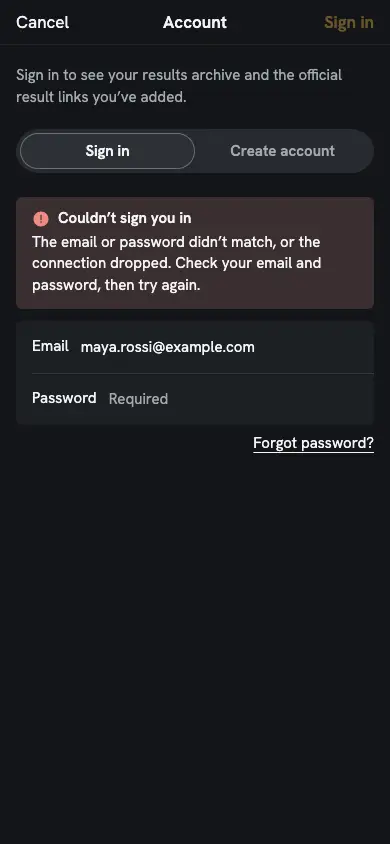 Cancel Account Sign in
Sign in to see your results archive and the official
result links you’ve added.
Sign in Create account
Couldn’t sign you in
The email or password didn’t match, or the
connection dropped. Check your email and
password, then try again.
Email maya.rossi@example.com
Password Required
Forgot password?